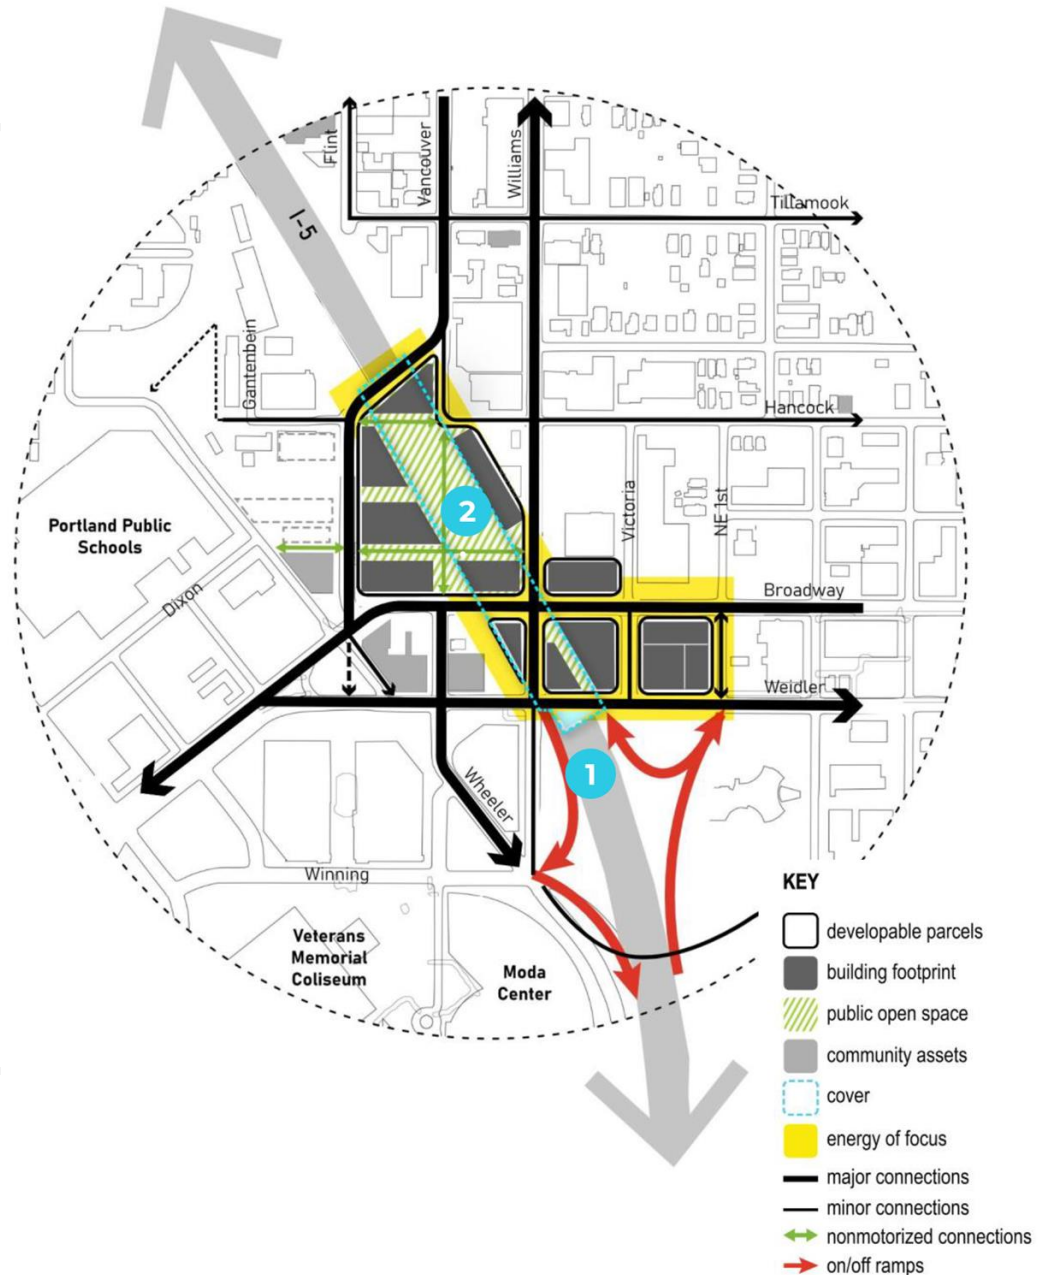 Flint
Vancouver
Williams
Tillamook
I-5
Gantenbein
Hancock
Portland Public
Schools
2
Victoria
NE 1st
Dixon
Broadway
Weidler
1
Wheeler
Winning
Veterans
Memorial
Coliseum
Moda
Center
KEY
developable parcels
building footprint
public open space
community assets
cover
energy of focus
major connections
minor connections
nonmotorized connections
on/off ramps